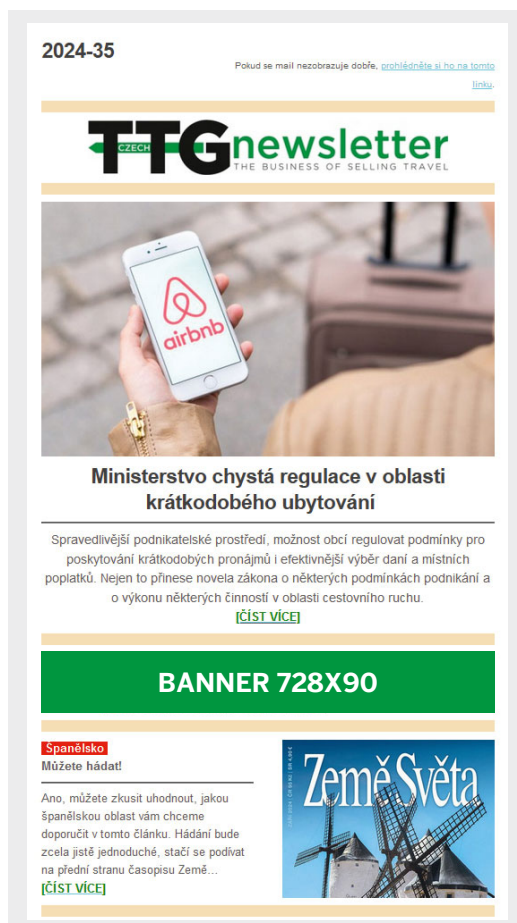 2024-35
Pokud se mail nezobrazuje dobře, prohlédněte si ho na tomto
linku.
CZECH
TTGnewsletter
THE BUSINESS OF SELLING TRAVEL
airbnb
Ministerstvo chystá regulace v oblasti
krátkodobého ubytování
Spravedlivější podnikatelské prostředí, možnost obcí regulovat podmínky pro
poskytování krátkodobých pronájmů i efektivnější výběr daní a místních
poplatků. Nejen to přinese novela zákona o některých podmínkách podnikání a
o výkonu některých činností v oblasti cestovního ruchu.
[ČÍST VÍCE]
BANNER 728X90
Španělsko
Můžete hádat!
Ano, můžete zkusit uhodnout, jakou
španělskou oblast vám chceme
doporučit v tomto článku. Hádání bude
zcela jistě jednoduché, stačí se podívat
na přední stranu časopisu Země...
[ČÍST VÍCE]
Země Světa